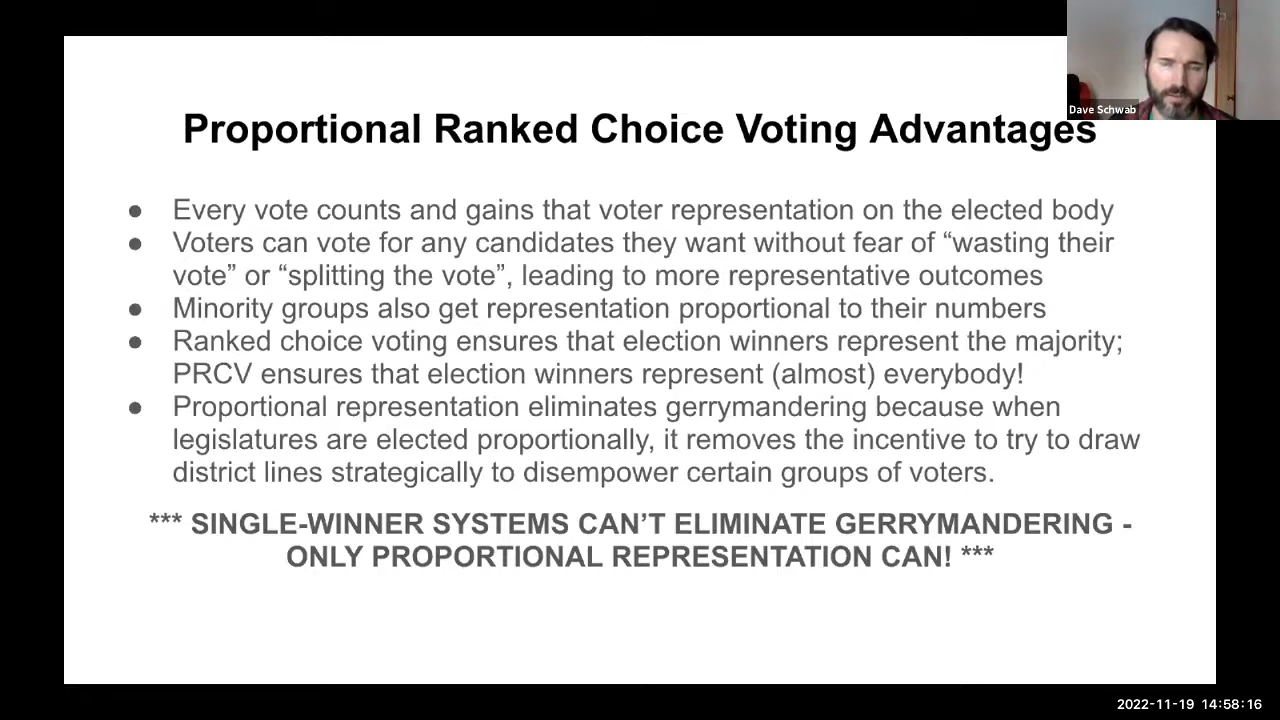 Dave Schwab
Proportional Ranked Choice Voting Advantages
● Every vote counts and gains that voter representation on the elected body
● Voters can vote for any candidates they want without fear of “wasting their
vote” or “splitting the vote”, leading to more representative outcomes
● Minority groups also get representation proportional to their numbers
● Ranked choice voting ensures that election winners represent the majority;
PRCV ensures that election winners represent (almost) everybody!
● Proportional representation eliminates gerrymandering because when
legislatures are elected proportionally, it removes the incentive to try to draw
district lines strategically to disempower certain groups of voters.
*** SINGLE-WINNER SYSTEMS CAN’T ELIMINATE GERRYMANDERING -
ONLY PROPORTIONAL REPRESENTATION CAN! ***
2022-11-19 14:58:16